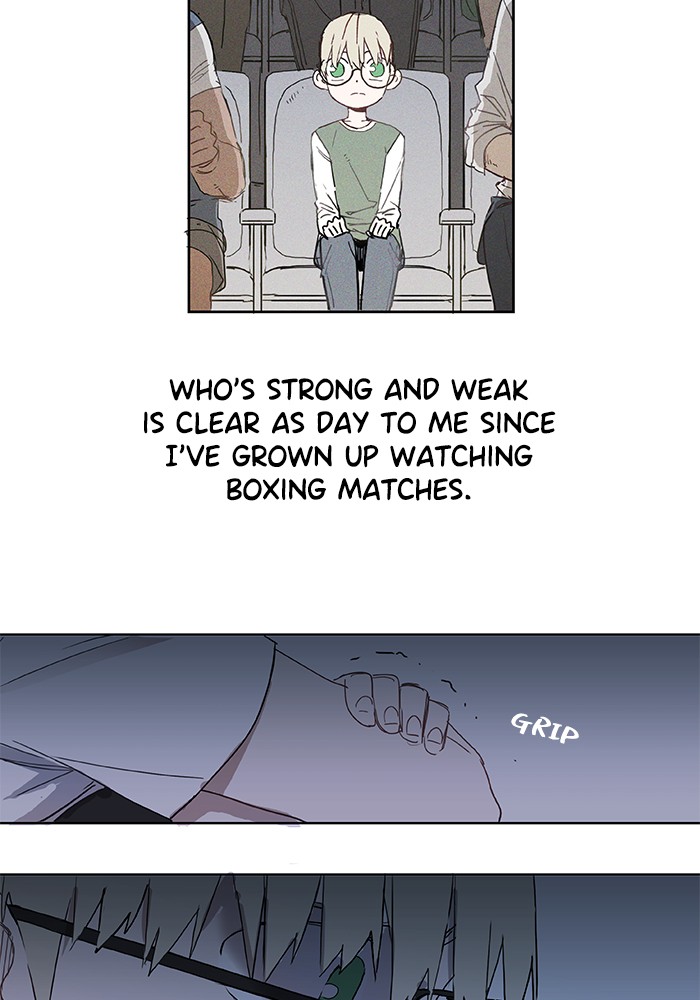 WHO'S STRONG AND WEAK
IS CLEAR AS DAY TO ME SINCE
I'VE GROWN UP WATCHING
BOXING MATCHES.
GRIP